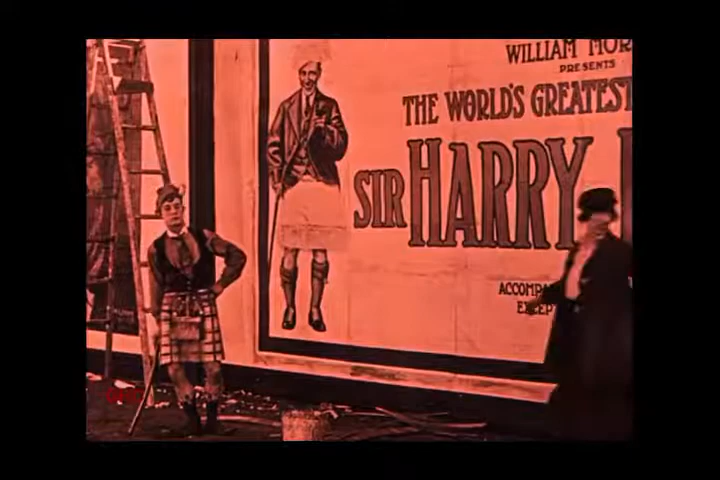 WILLIAM MOR
PRESENTS
THE WORLD'S GREATEST
SIR HARRY
ACCOMPA
EXCEP